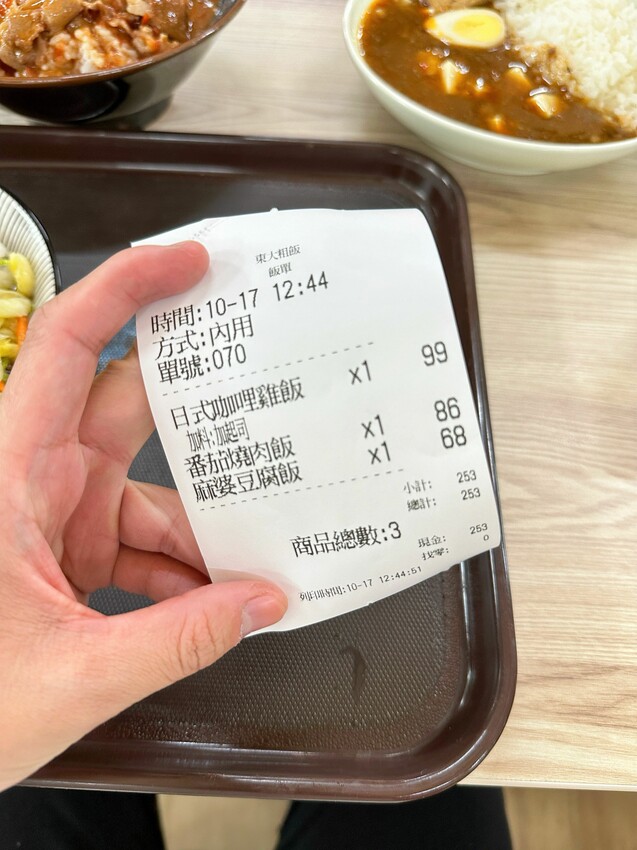 東大粗飯
飯單
時間:10-17 12:44
方式:內用
單號:070
日式咖哩雞飯 x1 99
加料:加起司
番茄燒肉飯 x1 86
麻婆豆腐飯 x1 68
小計: 253
總計: 253
商品總數:3
現金: 253
找零: 0
列印時間:10-17 12:44:51